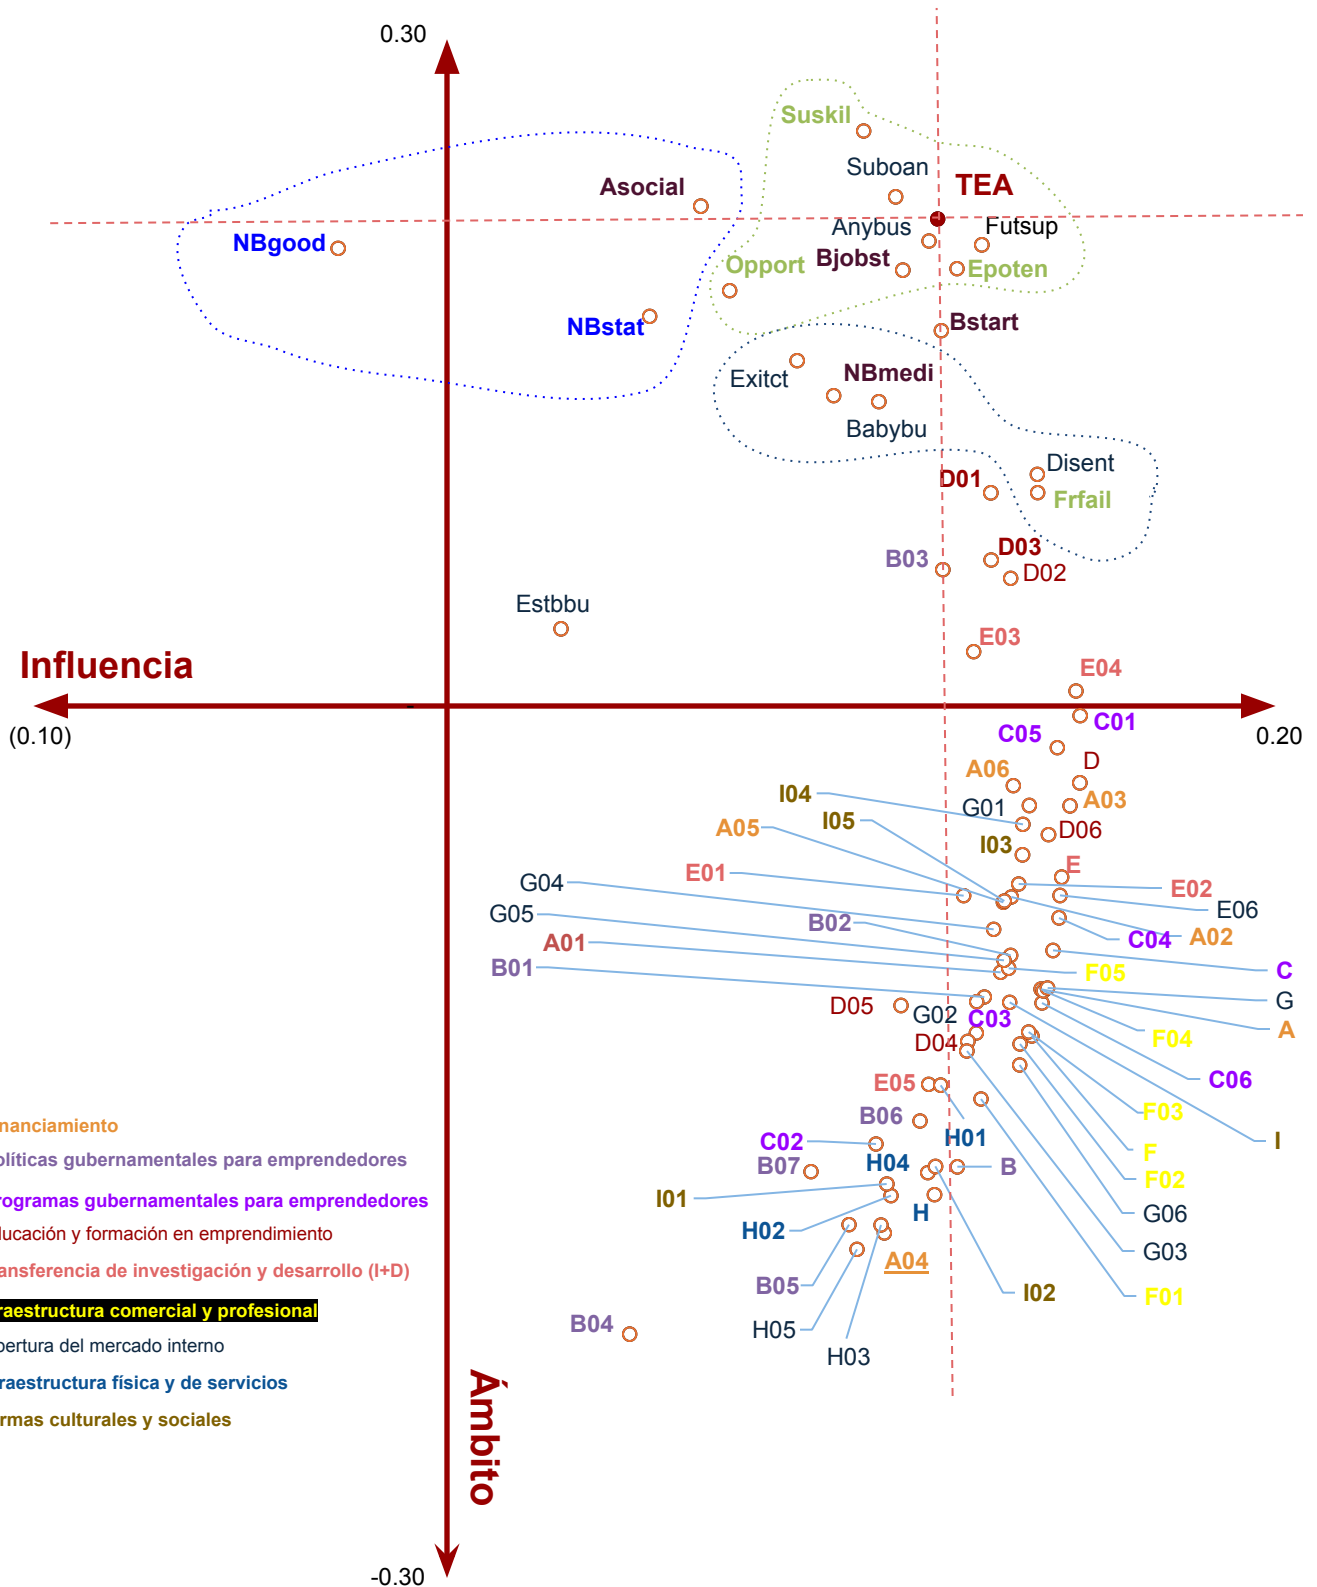 0.30
Suskil
Suboan
TEA
Asocial
Anybus
Futsup
NBgood
Opport
Bjobst
Epoten
NBstat
Bstart
Exitct
NBmedi
Babybu
Disent
D01
Frfail
B03
D03
D02
Estbbu
E03
Influencia
E04
-
(0.10)
C01
0.20
C05
D
A06
I04
G01
A03
A05
I05
D06
I03
E01
E
G04
E02
G05
B02
E06
A01
C04
A02
B01
F05
C
D05
G02
C03
G
D04
F04
A
E05
C06
B06
F03
C02
H01
I
B07
H04
B
F
I01
F02
H02
H
G06
A04
G03
B05
I02
F01
B04
H05
H03
nanciamiento
olíticas gubernamentales para emprendedores
rogramas gubernamentales para emprendedores
ucación y formación en emprendimiento
ansferencia de investigación y desarrollo (I+D)
raestructura comercial y profesional
pertura del mercado interno
raestructura física y de servicios
rmas culturales y sociales
Ámbito
-0.30